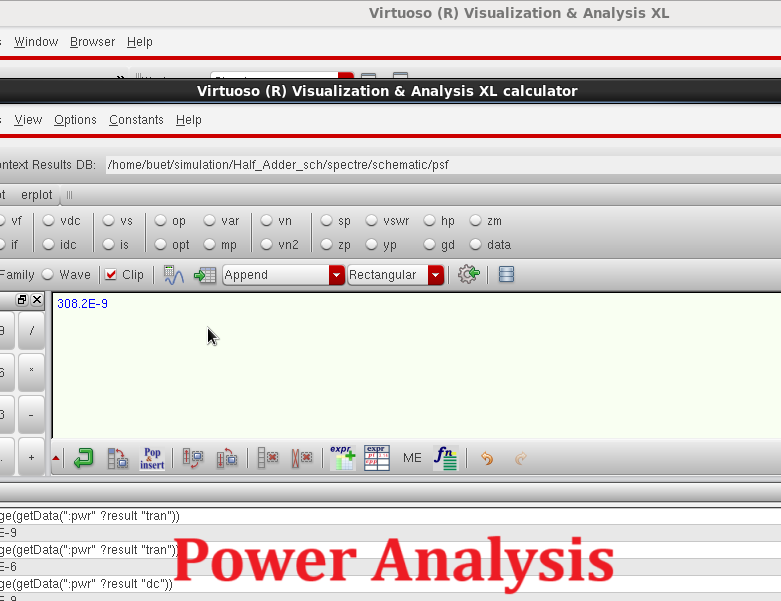 Virtuoso (R) Visualization & Analysis XL
s Window Browser Help
Virtuoso (R) Visualization & Analysis XL calculator
s View Options Constants Help
ntext Results DB: /home/buet/simulation/Half_Adder_sch/spectre/schematic/psf
ot erplot
vf vdc vs op var vn sp vswr hp zm
if idc is opt mp vn2 zp yp gd data
Family Wave Clip Append Rectangular
308.2E-9
9 /
6 *
3 -
. +
Pop & insert expr expr ME fn
ge(getData(":pwr" ?result "tran"))
E-9
ge(getData(":pwr" ?result "tran"))
E-6
ge(getData(":pwr" ?result "dc"))
Power Analysis